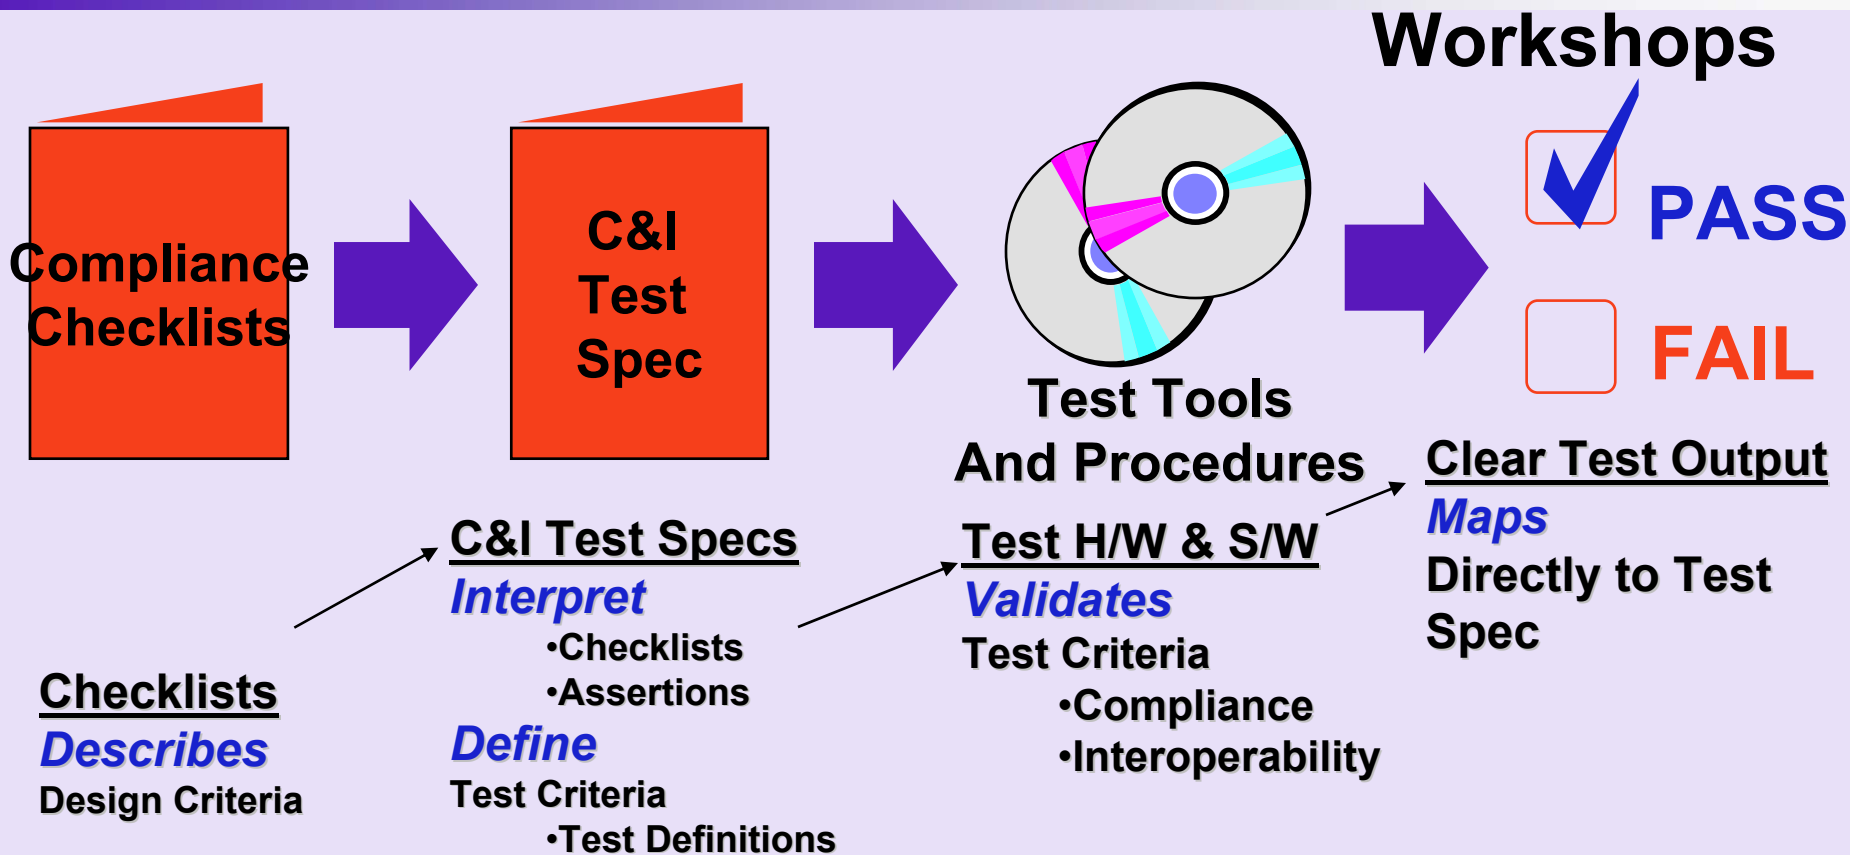 Workshops
Compliance
Checklists
C&I
Test
Spec
Test Tools
And Procedures
PASS
FAIL
Checklists
Describes
Design Criteria
C&I Test Specs
Interpret
•Checklists
•Assertions
Define
Test Criteria
•Test Definitions
Test H/W & S/W
Validates
Test Criteria
•Compliance
•Interoperability
Clear Test Output
Maps
Directly to Test
Spec